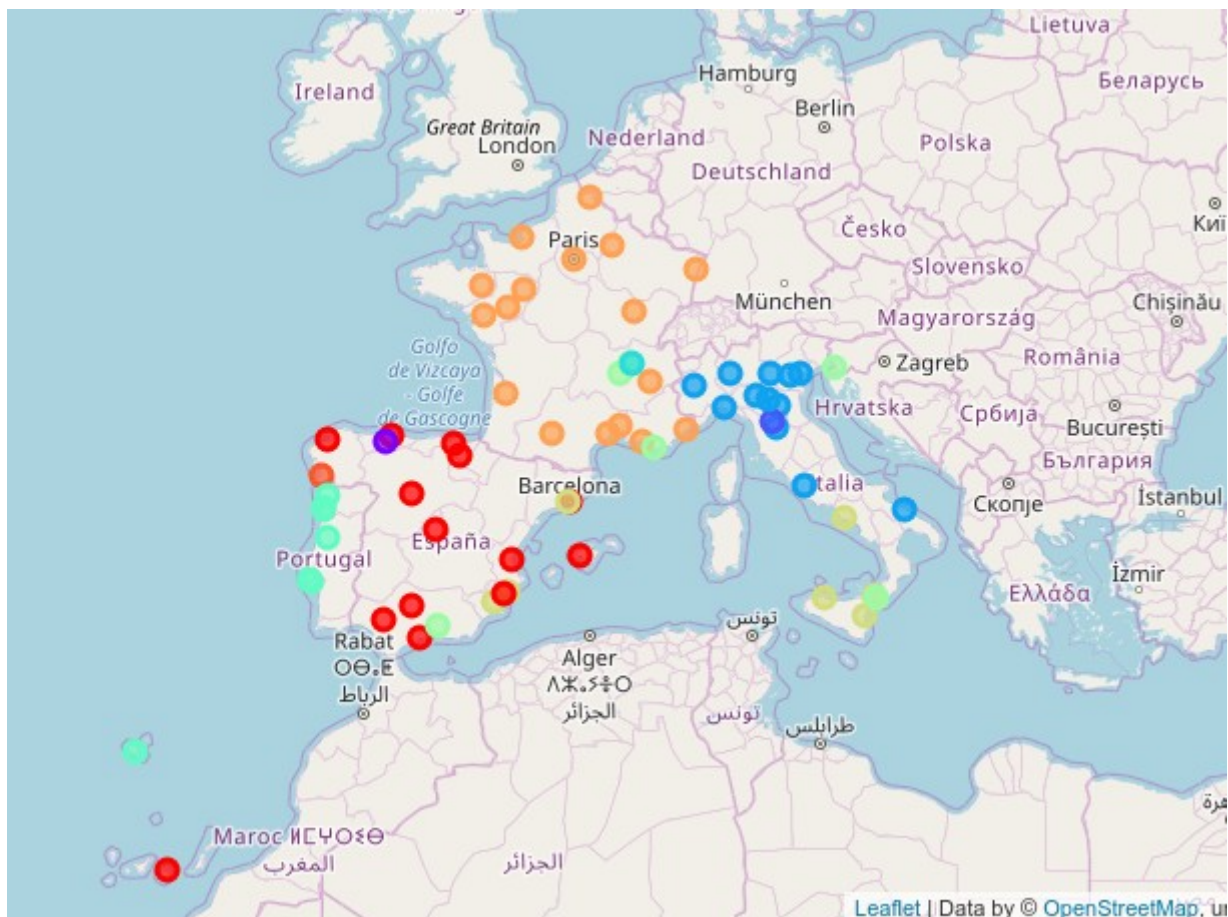 Lietuva
Ireland
Hamburg
Беларусь
Berlin
Great Britain
London
Nederland
Polska
Deutschland
Česko
Paris
Slovensko
München
Chișinău
Magyarország
Golfo
de Vizcaya
- Golfe
de Gascogne
Zagreb
România
Hrvatska
Србија
București
България
Barcelona
Italia
Скопје
İstanbul
España
Portugal
Ελλάδα
İzmir
تونس
Rabat
ⵔⴱⴰⵟ
الرباط
Alger
الجزائر
تونس
طرابلس
Maroc ⵍⵎⵖⵔⵉⴱ
المغرب
الجزائر
Leaflet | Data by © OpenStreetMap, u